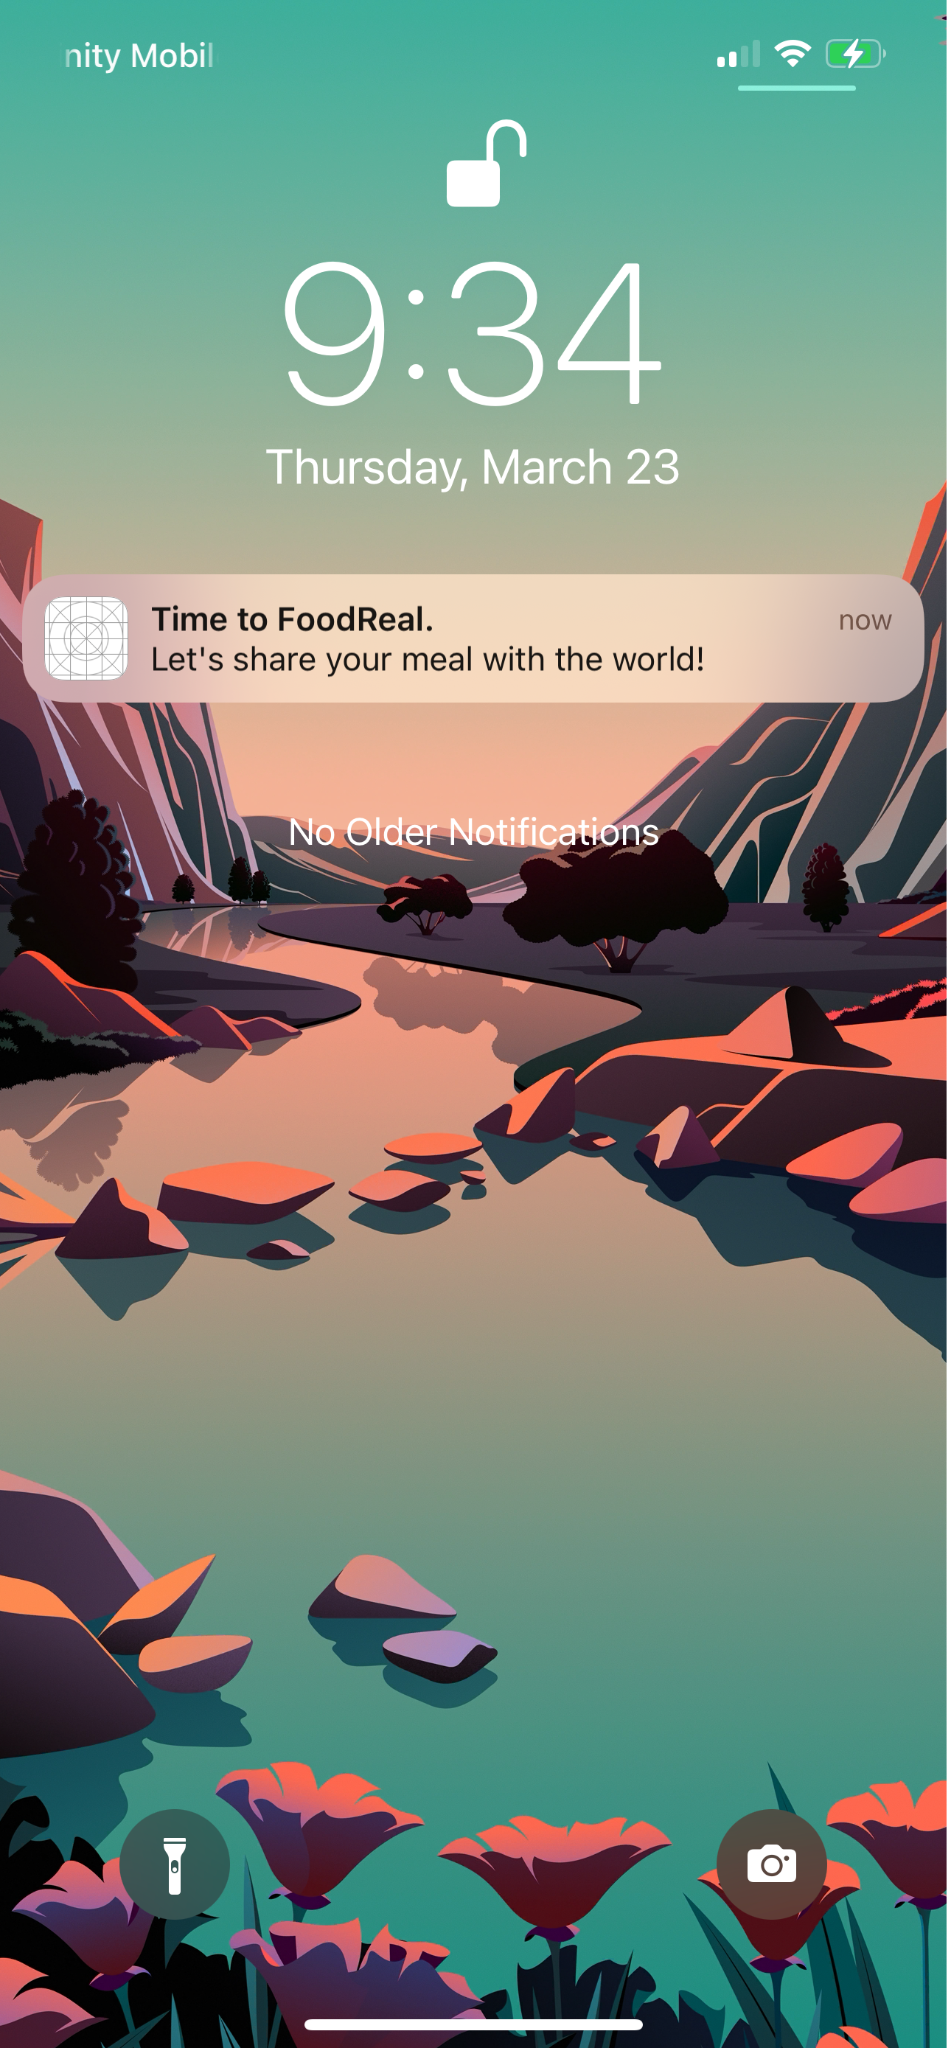 nity Mobil
9:34
Thursday, March 23
Time to FoodReal.
now
Let's share your meal with the world!
No Older Notifications